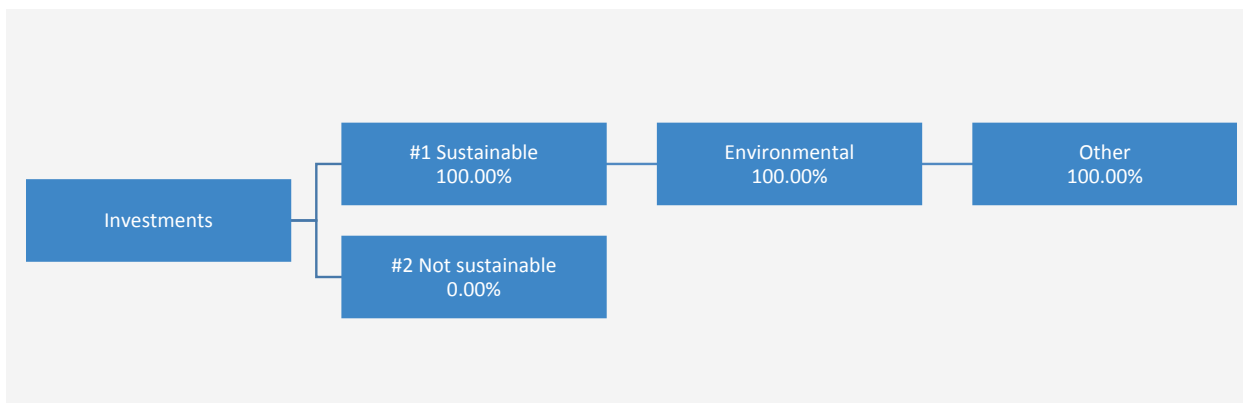 Investments
#1 Sustainable
100.00%
Environmental
100.00%
Other
100.00%
#2 Not sustainable
0.00%